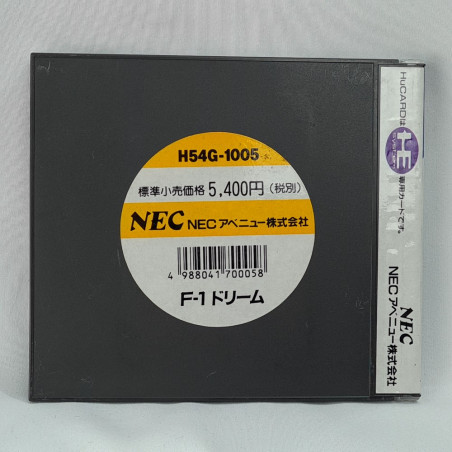 H54G-1005
標準小売価格 5,400円 (税別)
NEC NECアベニュー株式会社
4 988041 700058
F-1 ドリーム
HuCARDは HE 専用カードです。
NEC
NECアベニュー株式会社